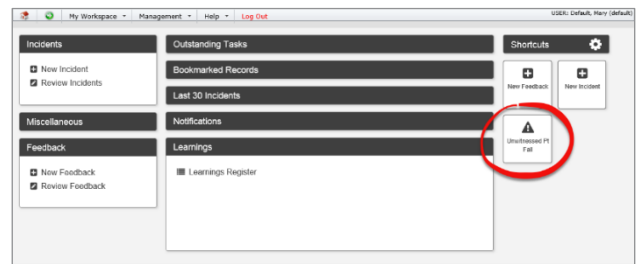 My Workspace Management Help Log Out
USER: Default, Mary (default)
Incidents
New Incident
Review Incidents
Miscellaneous
Feedback
New Feedback
Review Feedback
Outstanding Tasks
Bookmarked Records
Last 30 Incidents
Notifications
Learnings
Learnings Register
Shortcuts
New Feedback
New Incident
Unwitnessed Pt
Fall